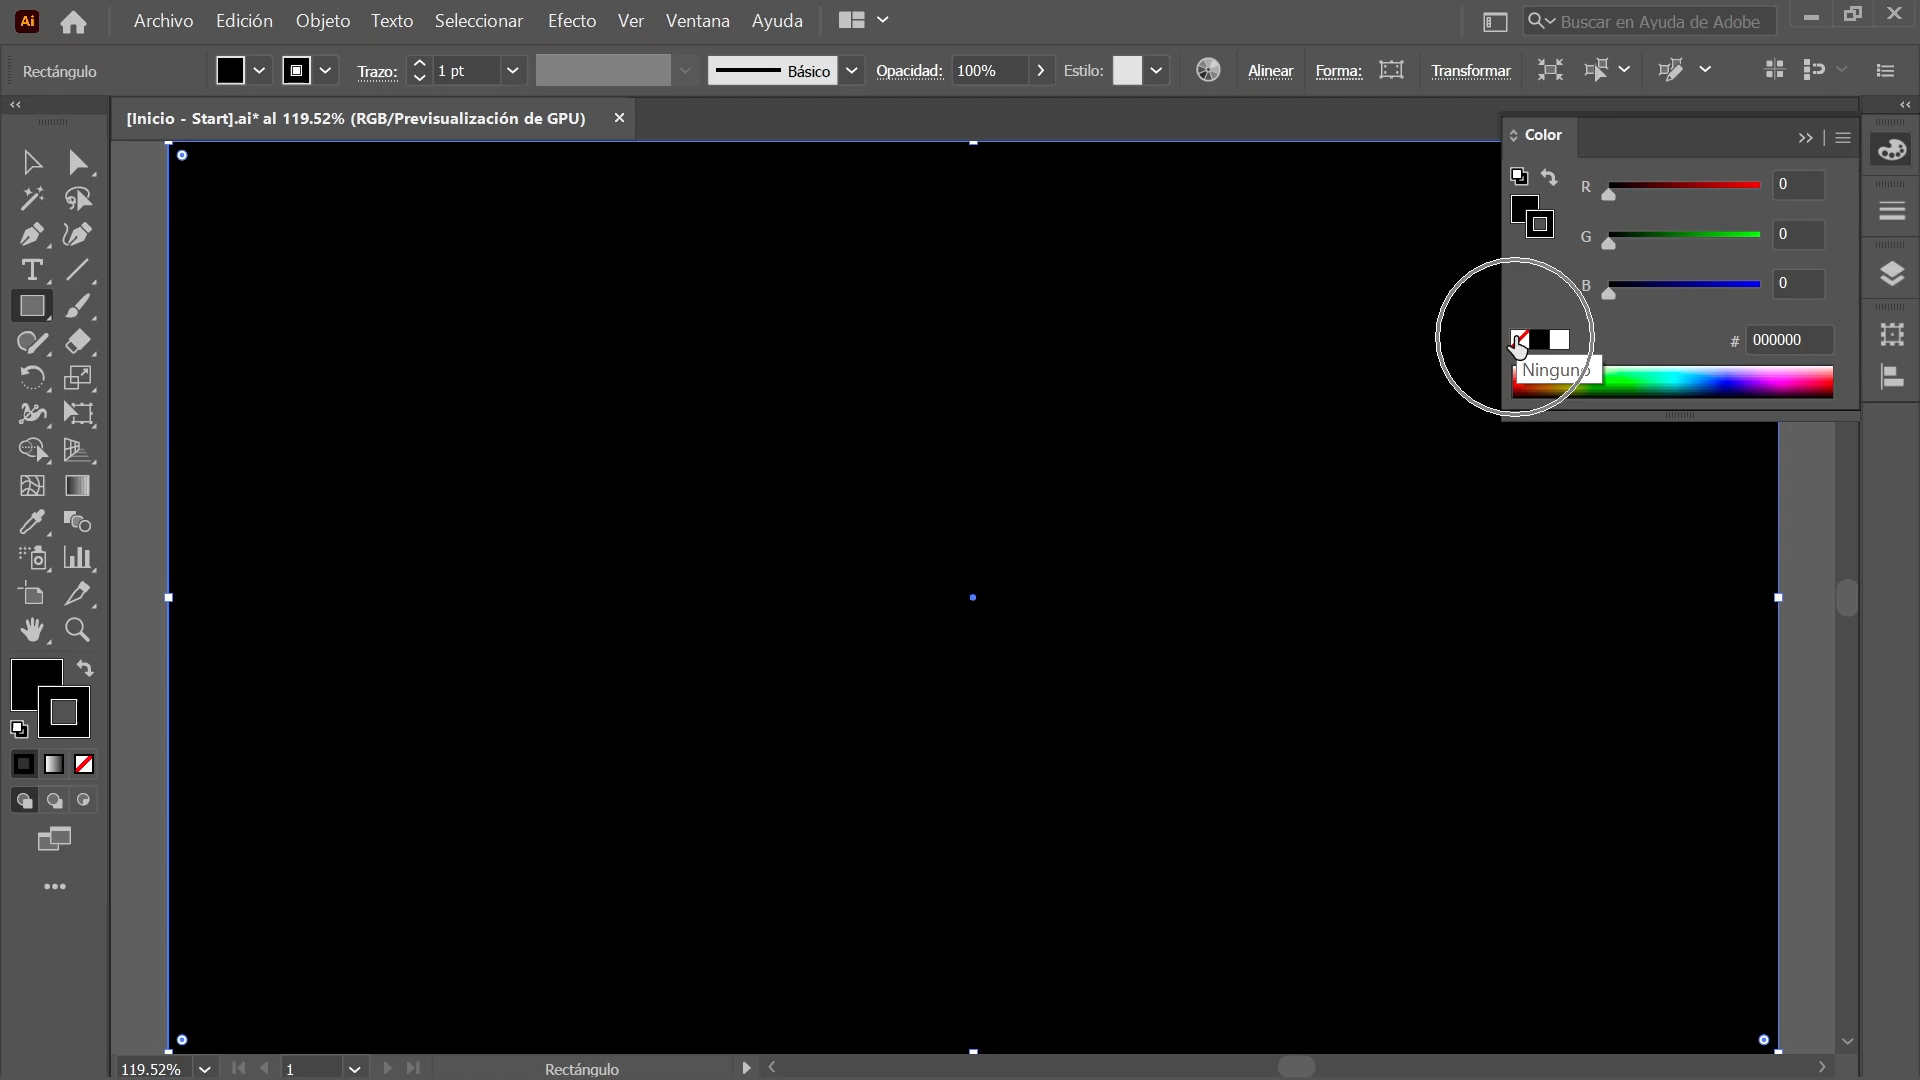 Ai
Archivo Edición Objeto Texto Seleccionar Efecto Ver Ventana Ayuda
Buscar en Ayuda de Adobe
Rectángulo
Trazo: 1 pt
Básico
Opacidad: 100%
Estilo:
Alinear
Forma:
Transformar
[Inicio - Start].ai* al 119.52% (RGB/Previsualización de GPU)
Color
R 0
G 0
B 0
# 000000
Ninguno
119.52%
1
Rectángulo